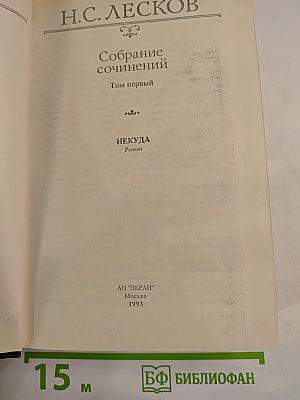 Н.С. ЛЕСКОВ
Собрание
сочинений
Том первый
НЕКУДА
Роман
АО "ЭКРАН"
Москва
1993
15 м
БФ БИБЛИОФАН